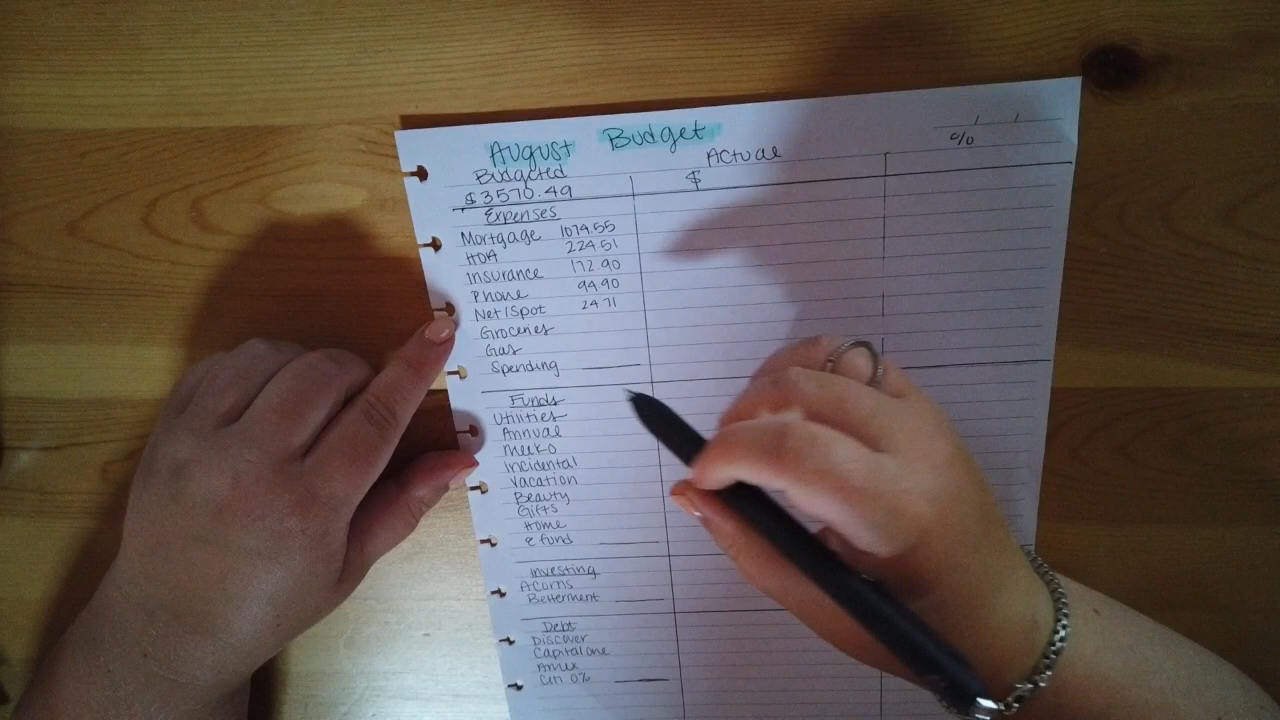 August Budget
/ /
Budgeted Actual %
$3570.49 $
Expenses
Mortgage 1074.55
HOA 224.51
Insurance 172.90
Phone 94.90
Net/Spot 24.71
Groceries
Gas
Spending
Funds
Utilities
Annual
Meeko
Incidental
Vacation
Beauty
Gifts
Home
e fund
Investing
Acorns
Betterment
Debt
Discover
Capital One
Amex
Citi 0%